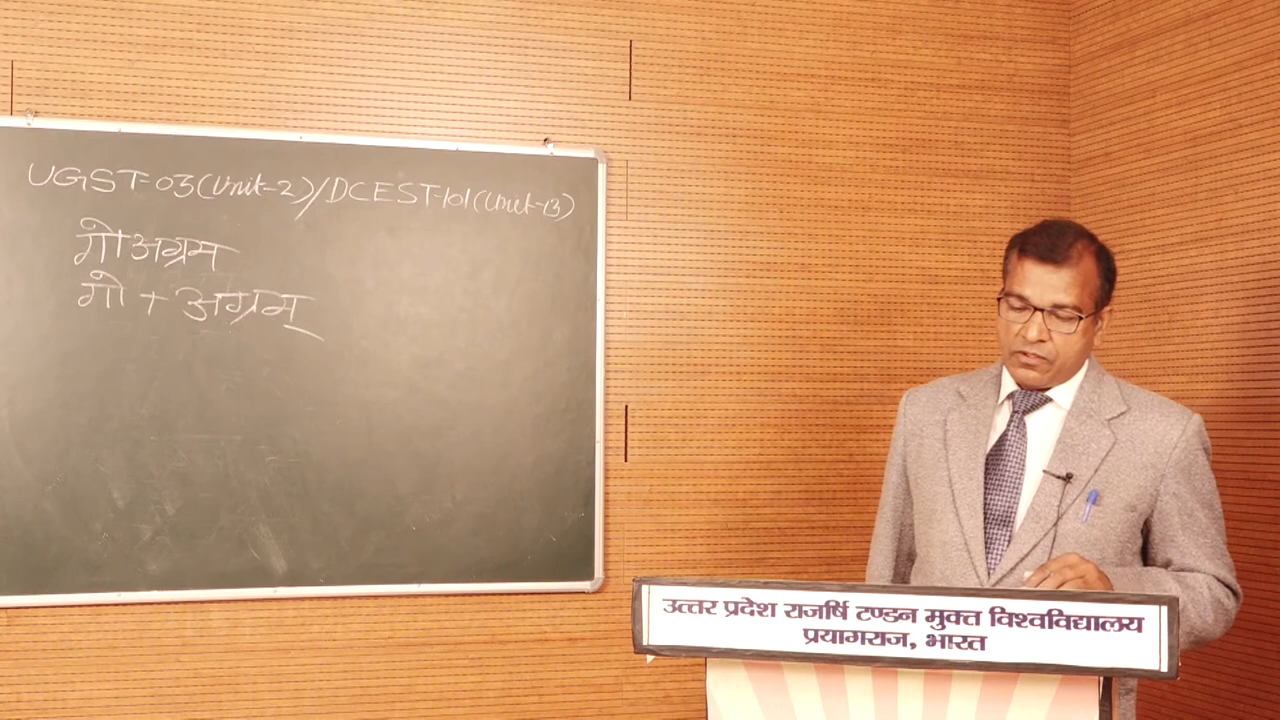 UGST-03(Unit-2)/DCEST-101(Unit-13)
गोअग्रम
गो + अग्रम्
उत्तर प्रदेश राजर्षि टण्डन मुक्त विश्वविद्यालय
प्रयागराज, भारत